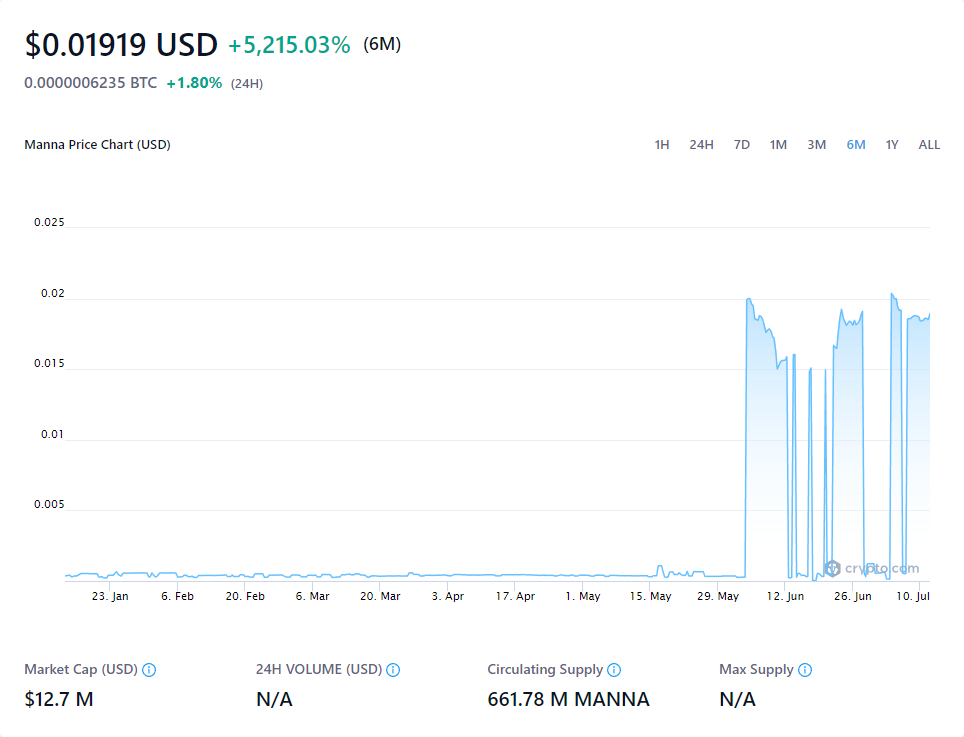 $0.01919 USD +5,215.03% (6M)
0.0000006235 BTC +1.80% (24H)
Manna Price Chart (USD) 1H 24H 7D 1M 3M 6M 1Y ALL
0.025
0.02
0.015
0.01
0.005
crypto.com
23. Jan 6. Feb 20. Feb 6. Mar 20. Mar 3. Apr 17. Apr 1. May 15. May 29. May 12. Jun 26. Jun 10. Jul
Market Cap (USD) 24H VOLUME (USD) Circulating Supply Max Supply
$12.7 M N/A 661.78 M MANNA N/A